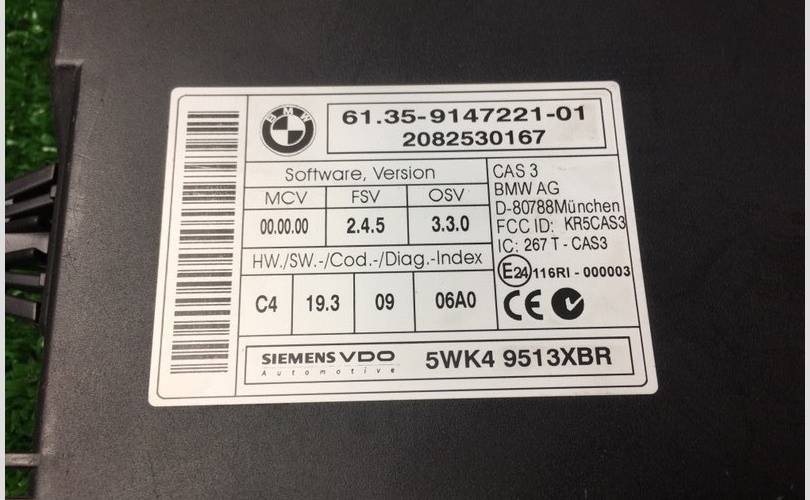 BMW
61.35-9147221-01
2082530167
Software, Version
MCV FSV OSV
00.00.00 2.4.5 3.3.0
HW./SW.-/Cod.-/Diag.-Index
C4 19.3 09 06A0
CAS 3
BMW AG
D-80788München
FCC ID: KR5CAS3
IC: 267 T - CAS3
E24 116RI - 000003
CE
SIEMENS VDO
Automotive
5WK4 9513XBR